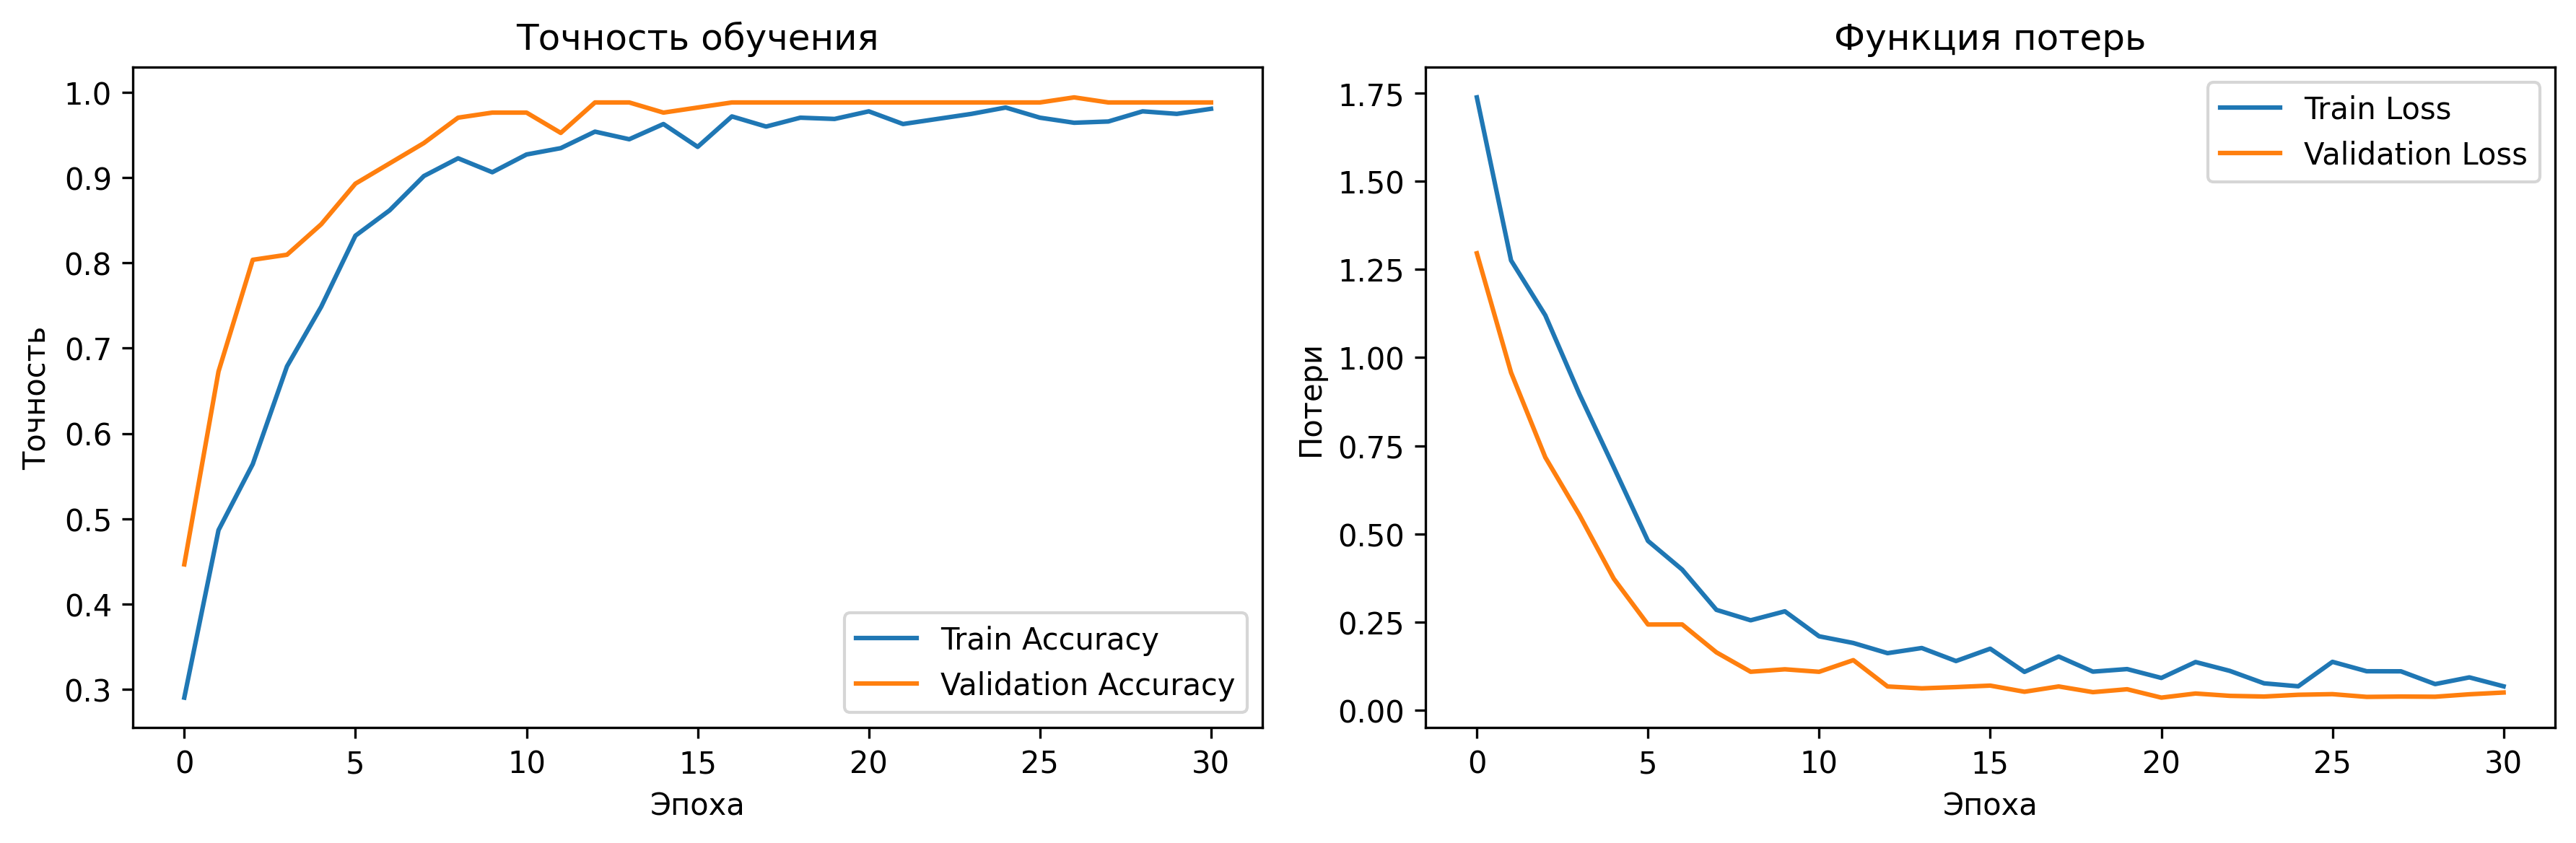 Точность обучения
Точность
1.0
0.9
0.8
0.7
0.6
0.5
0.4
0.3
Train Accuracy
Validation Accuracy
0 5 10 15 20 25 30
Эпоха
Функция потерь
Потери
1.75
1.50
1.25
1.00
0.75
0.50
0.25
0.00
Train Loss
Validation Loss
0 5 10 15 20 25 30
Эпоха